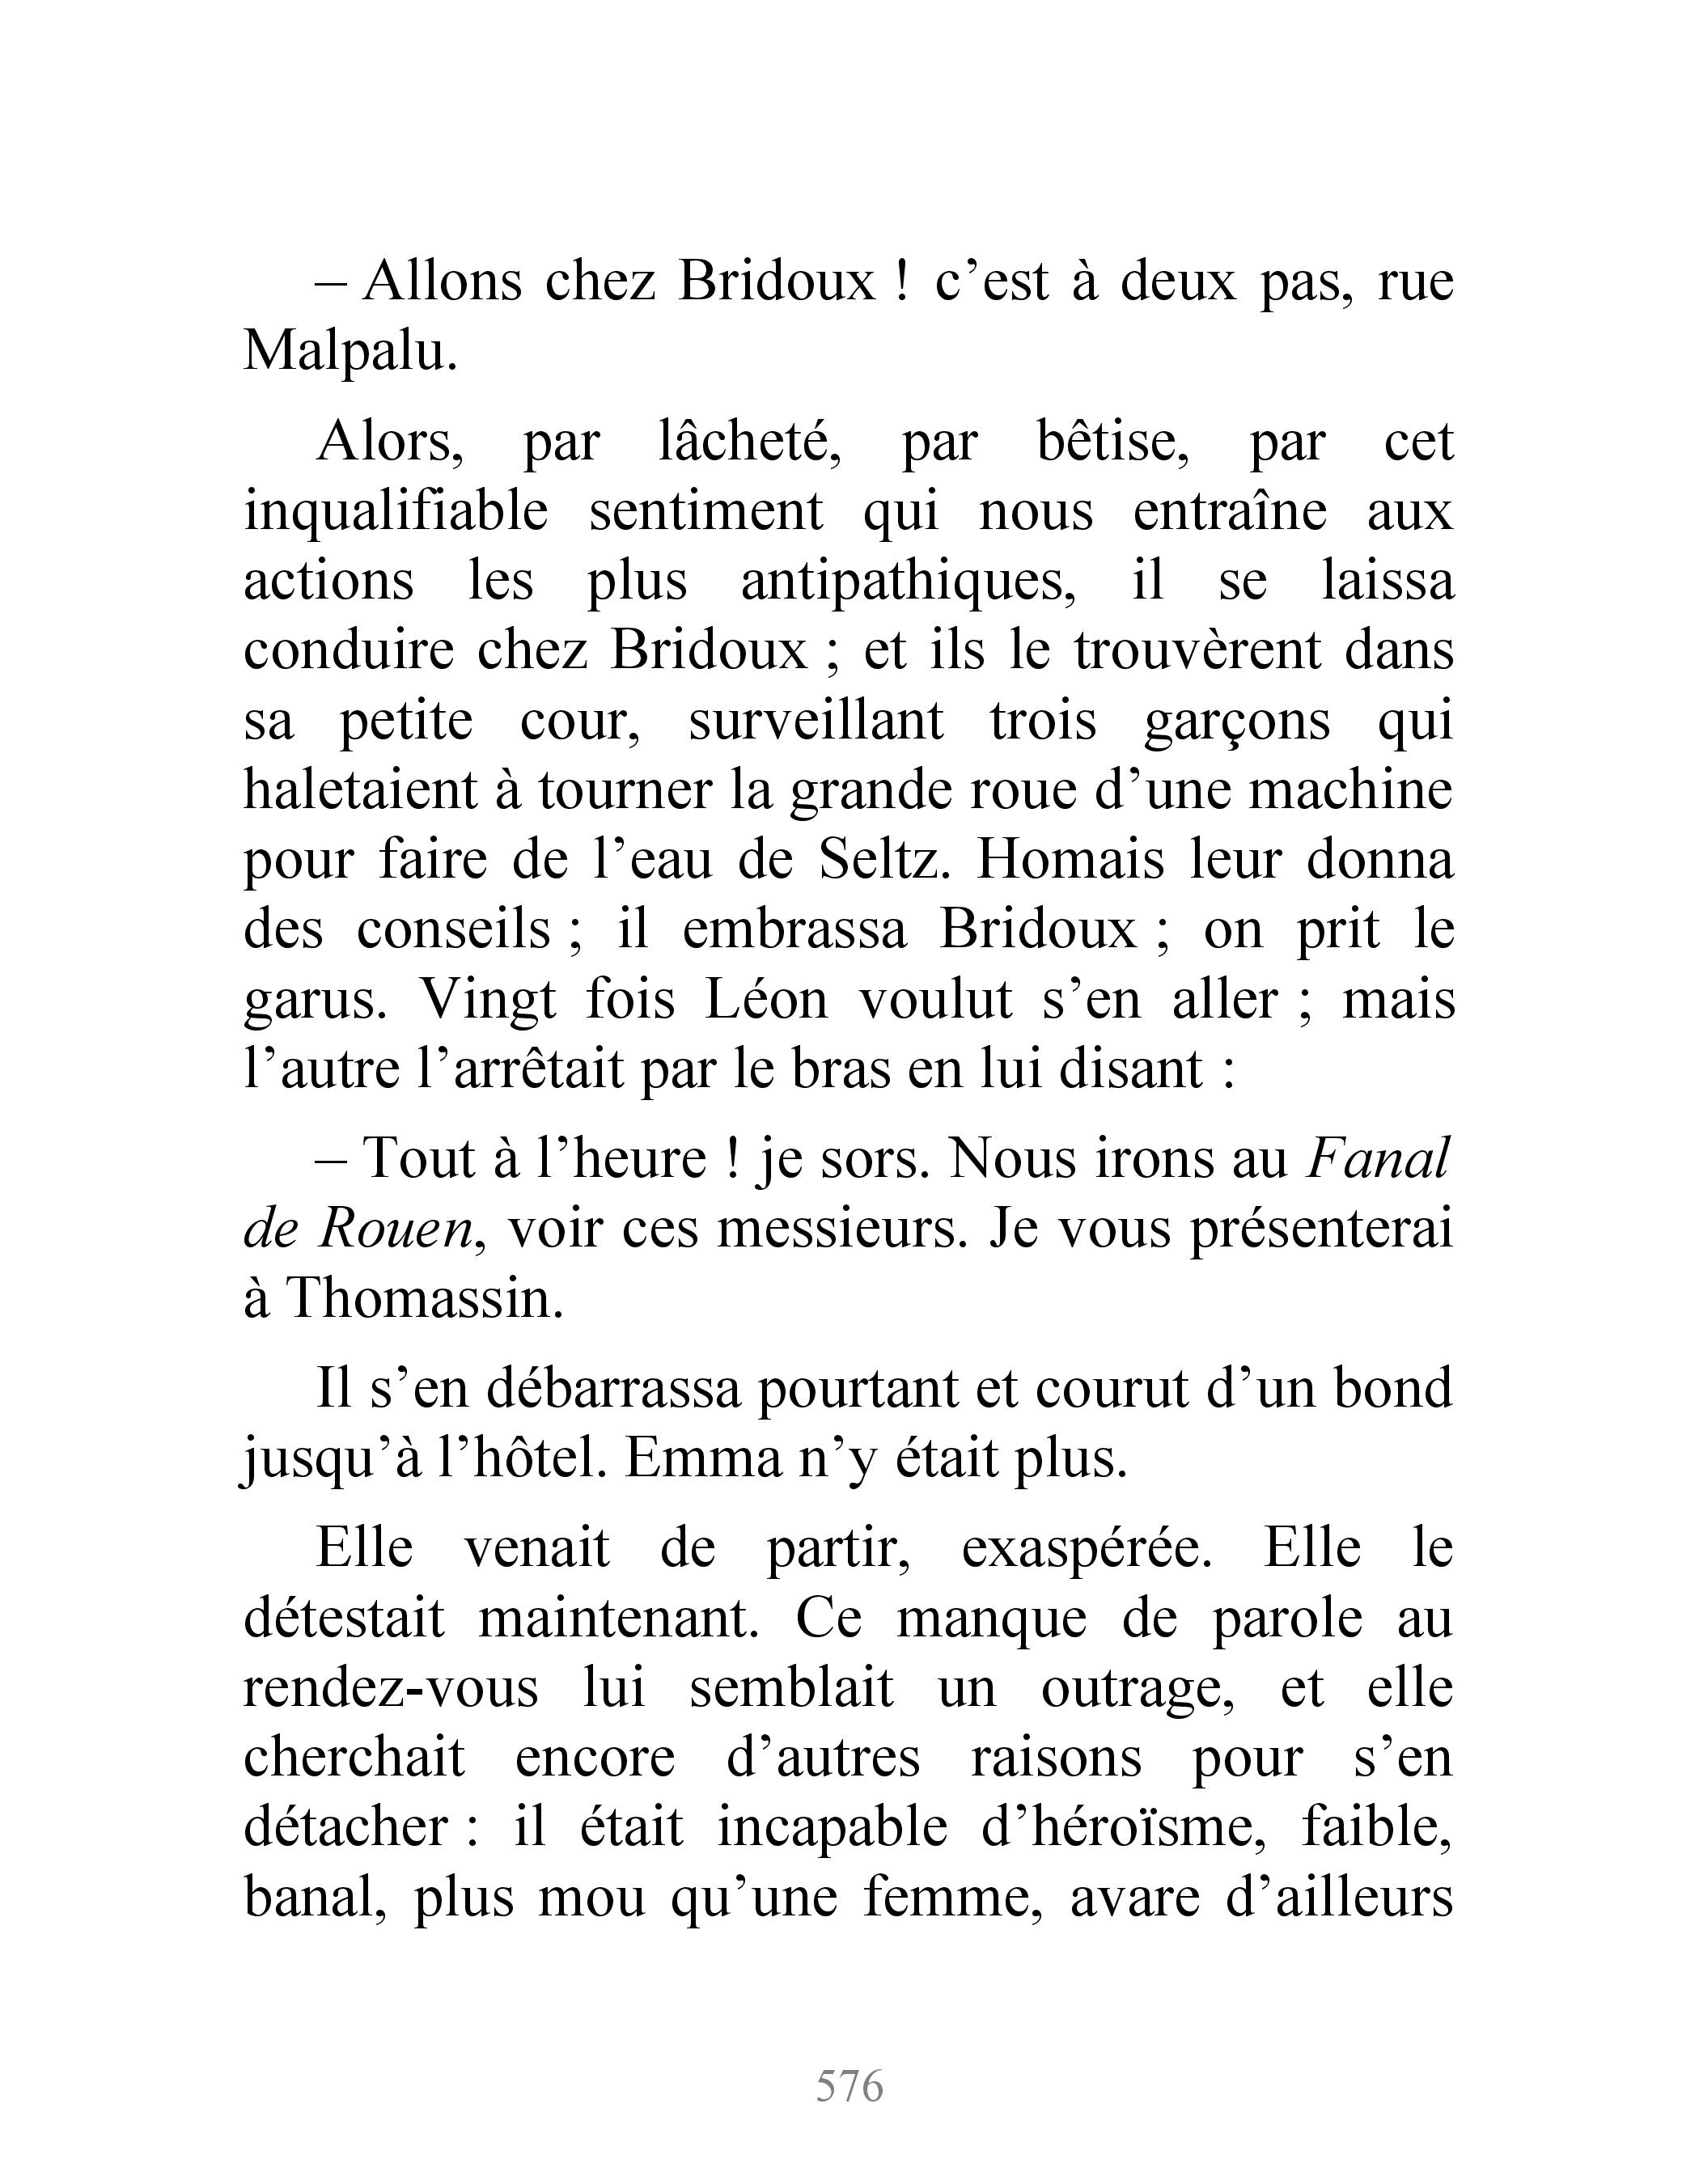 – Allons chez Bridoux ! c’est à deux pas, rue
Malpalu.
Alors, par lâcheté, par bêtise, par cet
inqualifiable sentiment qui nous entraîne aux
actions les plus antipathiques, il se laissa
conduire chez Bridoux ; et ils le trouvèrent dans
sa petite cour, surveillant trois garçons qui
haletaient à tourner la grande roue d’une machine
pour faire de l’eau de Seltz. Homais leur donna
des conseils ; il embrassa Bridoux ; on prit le
garus. Vingt fois Léon voulut s’en aller ; mais
l’autre l’arrêtait par le bras en lui disant :
– Tout à l’heure ! je sors. Nous irons au Fanal
de Rouen, voir ces messieurs. Je vous présenterai
à Thomassin.
Il s’en débarrassa pourtant et courut d’un bond
jusqu’à l’hôtel. Emma n’y était plus.
Elle venait de partir, exaspérée. Elle le
détestait maintenant. Ce manque de parole au
rendez-vous lui semblait un outrage, et elle
cherchait encore d’autres raisons pour s’en
détacher : il était incapable d’héroïsme, faible,
banal, plus mou qu’une femme, avare d’ailleurs
576